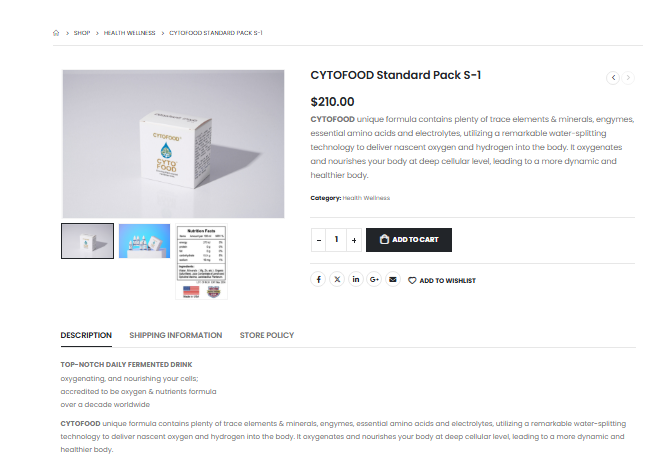 SHOP > HEALTH WELLNESS > CYTOFOOD STANDARD PACK S-1
CYTOFOOD
CYTO
FOOD
CYTOFOOD Standard Pack S-1
$210.00
CYTOFOOD unique formula contains plenty of trace elements & minerals, engymes,
essential amino acids and electrolytes, utilizing a remarkable water-splitting
technology to deliver nascent oxygen and hydrogen into the body. It oxygenates
and nourishes your body at deep cellular level, leading to a more dynamic and
healthier body.
Category: Health Wellness
- 1 + ADD TO CART
ADD TO WISHLIST
Nutrition Facts
Made in USA
DESCRIPTION SHIPPING INFORMATION STORE POLICY
TOP-NOTCH DAILY FERMENTED DRINK
oxygenating, and nourishing your cells;
accredited to be oxygen & nutrients formula
over a decade worldwide
CYTOFOOD unique formula contains plenty of trace elements & minerals, engymes, essential amino acids and electrolytes, utilizing a remarkable water-splitting
technology to deliver nascent oxygen and hydrogen into the body. It oxygenates and nourishes your body at deep cellular level, leading to a more dynamic and
healthier body.